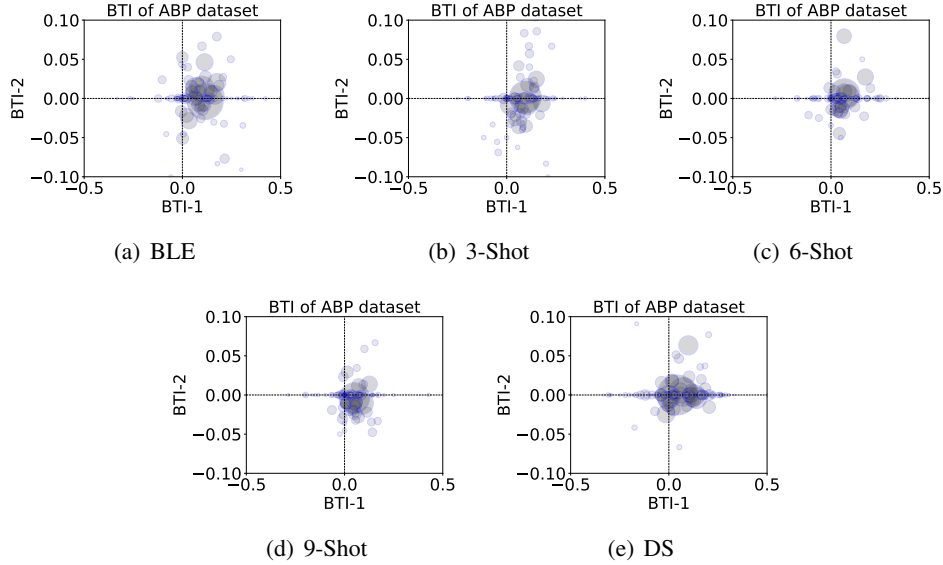 BTI of ABP dataset
BTI-2
0.10
0.05
0.00
−0.05
−0.10
−0.5 0.0 0.5
BTI-1
(a) BLE
BTI of ABP dataset
BTI-2
0.10
0.05
0.00
−0.05
−0.10
−0.5 0.0 0.5
BTI-1
(b) 3-Shot
BTI of ABP dataset
BTI-2
0.10
0.05
0.00
−0.05
−0.10
−0.5 0.0 0.5
BTI-1
(c) 6-Shot
BTI of ABP dataset
BTI-2
0.10
0.05
0.00
−0.05
−0.10
−0.5 0.0 0.5
BTI-1
(d) 9-Shot
BTI of ABP dataset
BTI-2
0.10
0.05
0.00
−0.05
−0.10
−0.5 0.0 0.5
BTI-1
(e) DS